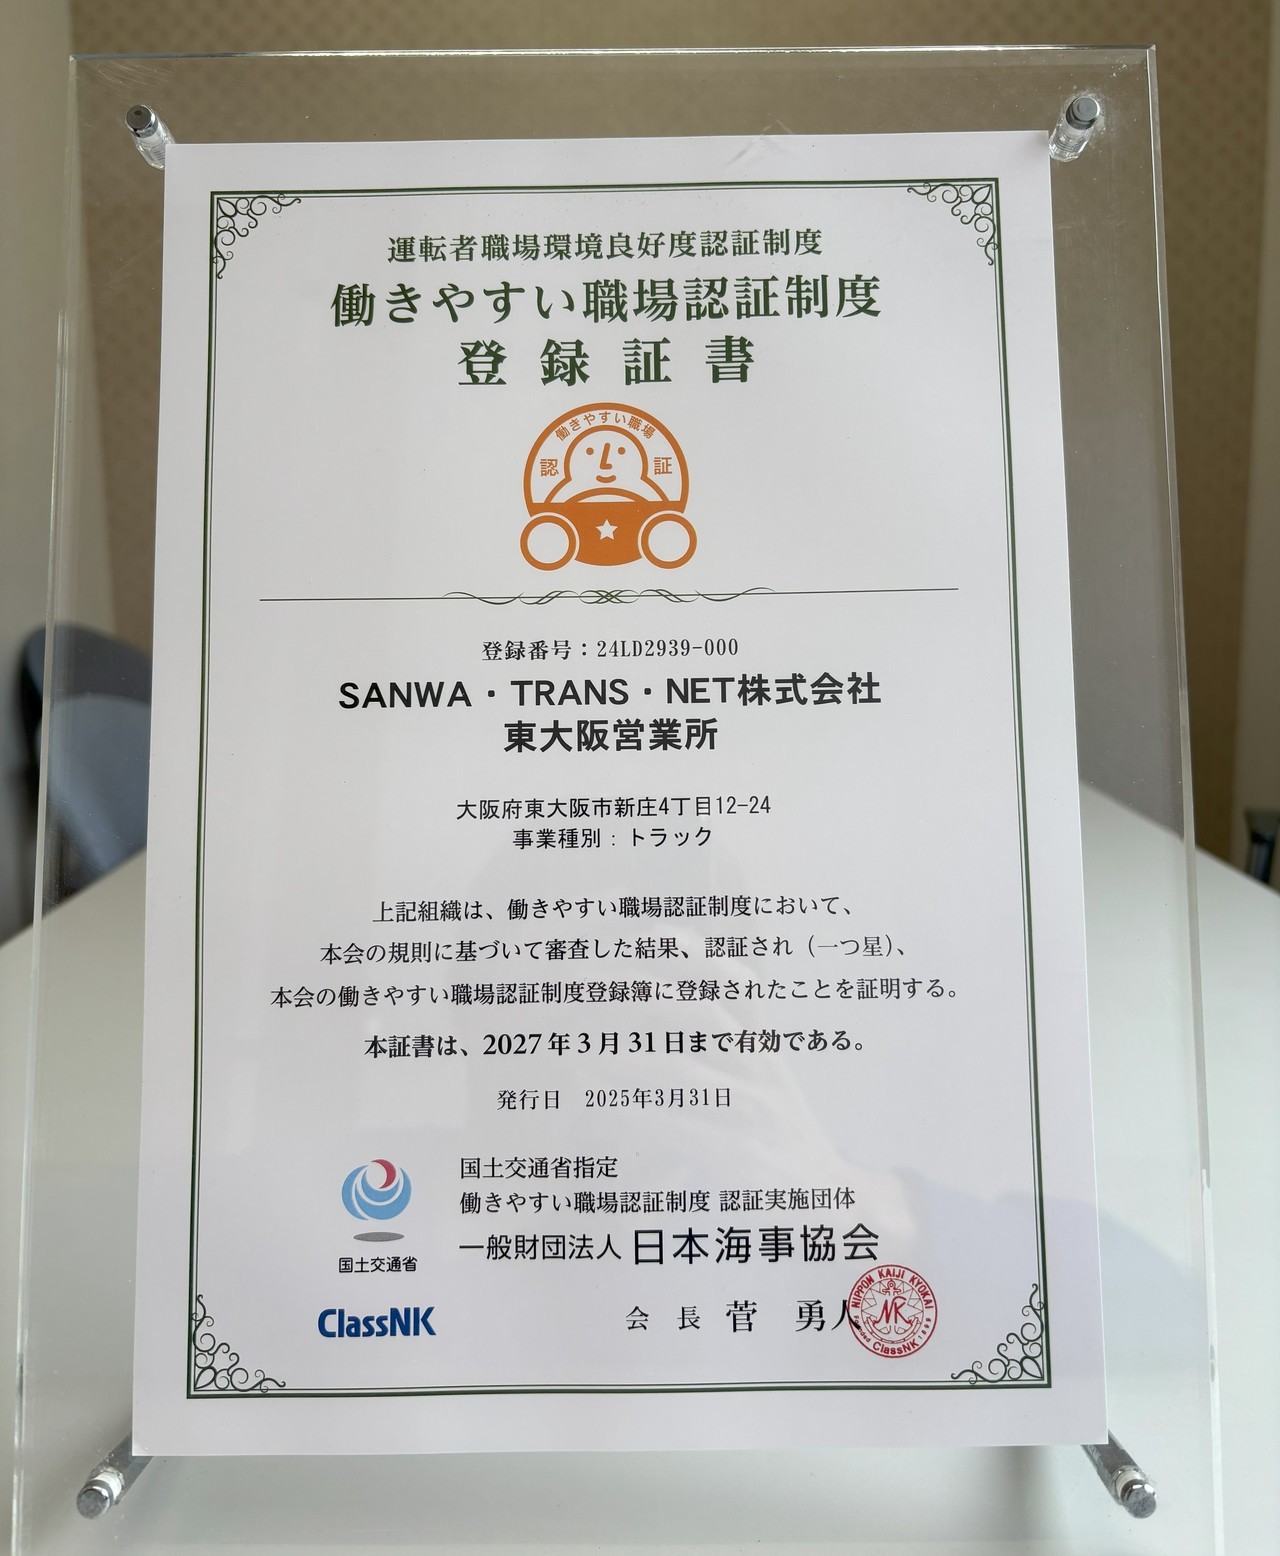 運転者職場環境良好度認証制度
働きやすい職場認証制度
登録証書
働きやすい職場
認 証
登録番号：24LD2939-000
SANWA・TRANS・NET株式会社
東大阪営業所
大阪府東大阪市新庄4丁目12-24
事業種別：トラック
上記組織は、働きやすい職場認証制度において、
本会の規則に基づいて審査した結果、認証され（一つ星）、
本会の働きやすい職場認証制度登録簿に登録されたことを証明する。
本証書は、2027年3月31日まで有効である。
発行日 2025年3月31日
国土交通省指定
働きやすい職場認証制度 認証実施団体
一般財団法人 日本海事協会
国土交通省
ClassNK
会長 菅 勇人
NIPPON KAIJI KYOKAI
NK
Founded 1899
ClassNK